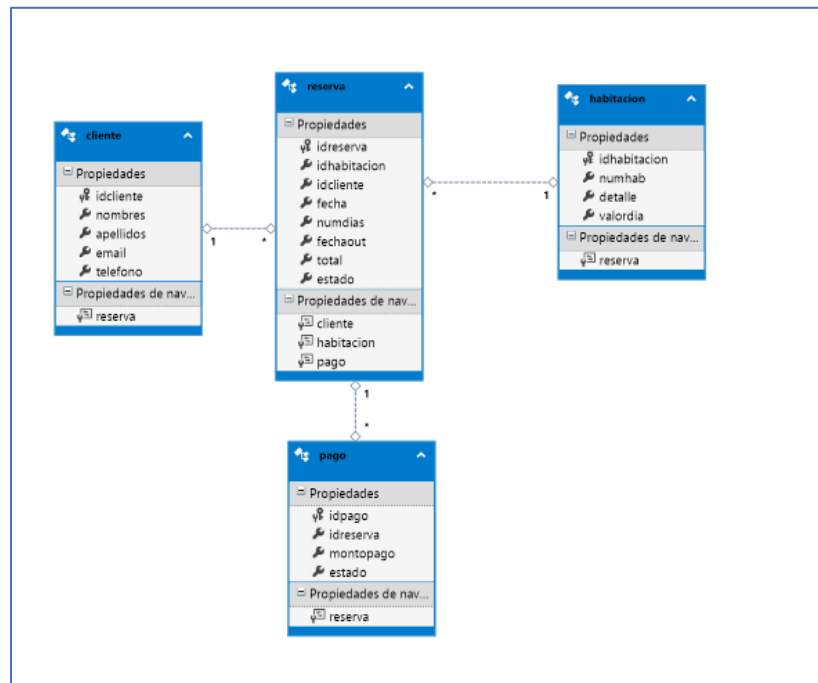 cliente
Propiedades
idcliente
nombres
apellidos
email
telefono
Propiedades de nav...
reserva
1
*
reserva
Propiedades
idreserva
idhabitacion
idcliente
fecha
numdias
fechaout
total
estado
Propiedades de nav...
cliente
habitacion
pago
*
1
habitacion
Propiedades
idhabitacion
numhab
detalle
valordia
Propiedades de nav...
reserva
1
*
pago
Propiedades
idpago
idreserva
montopago
estado
Propiedades de nav...
reserva